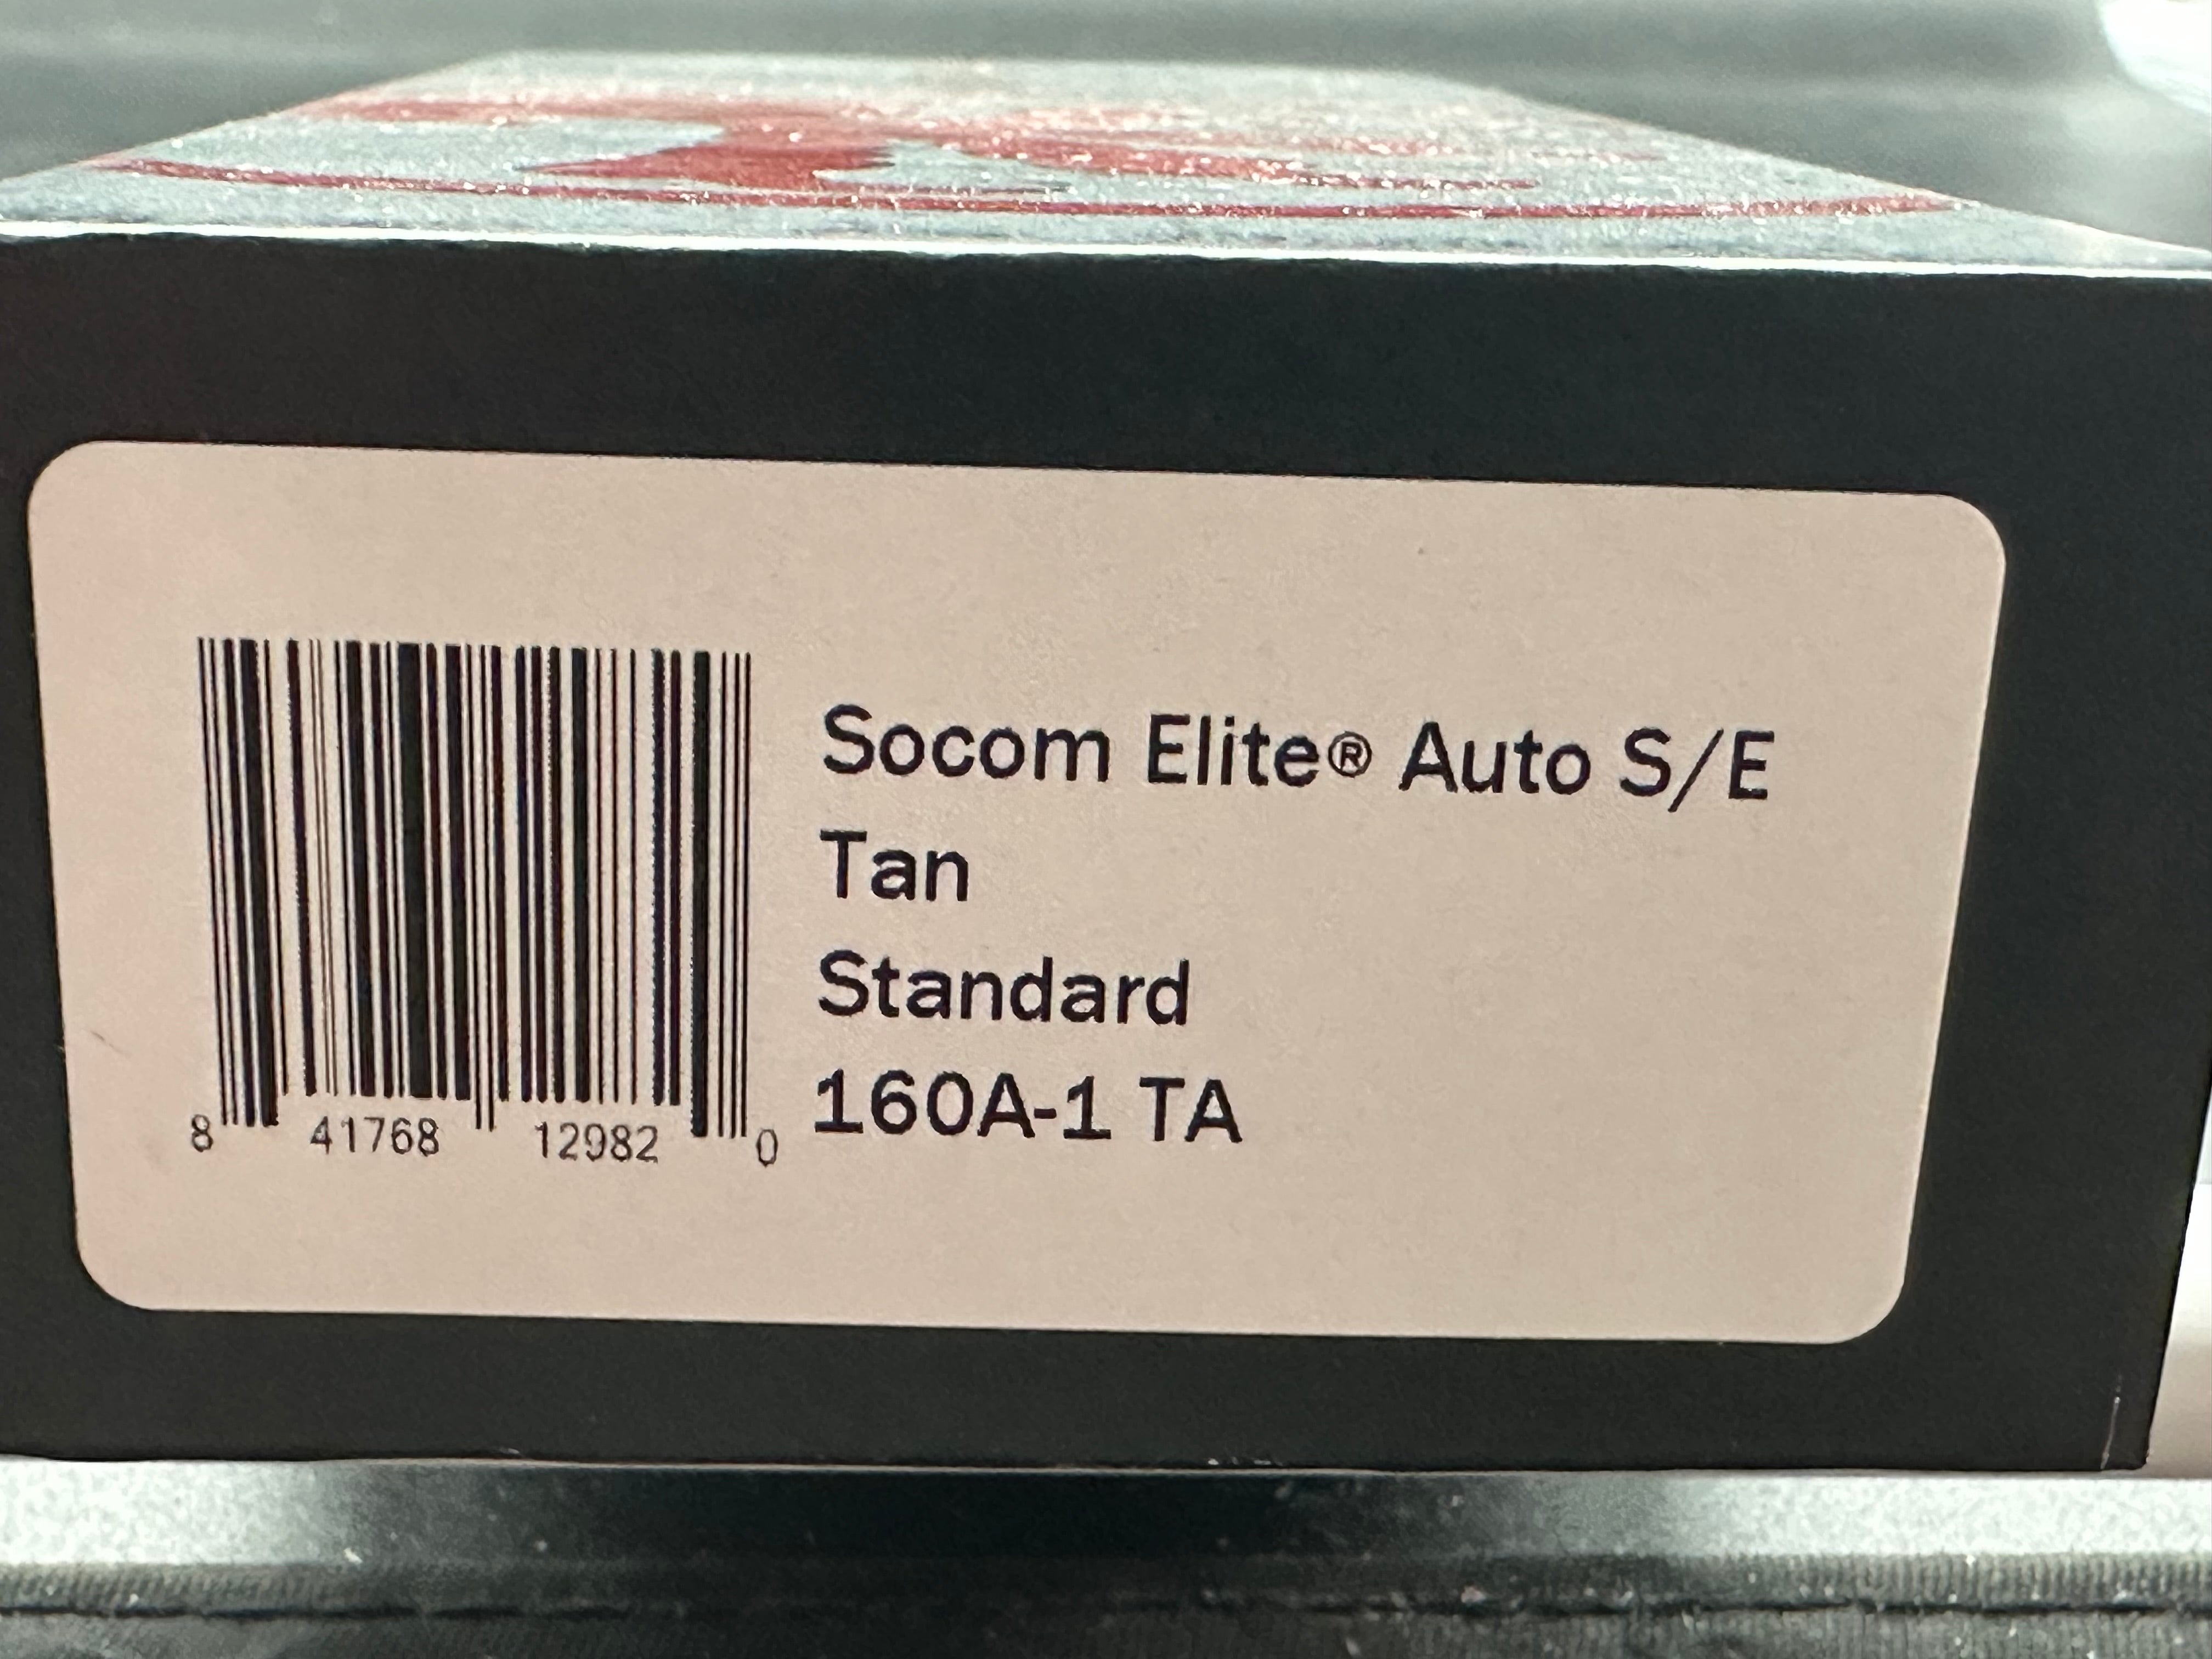 Socom Elite® Auto S/E
Tan
Standard
160A-1 TA
8 41768 12982 0